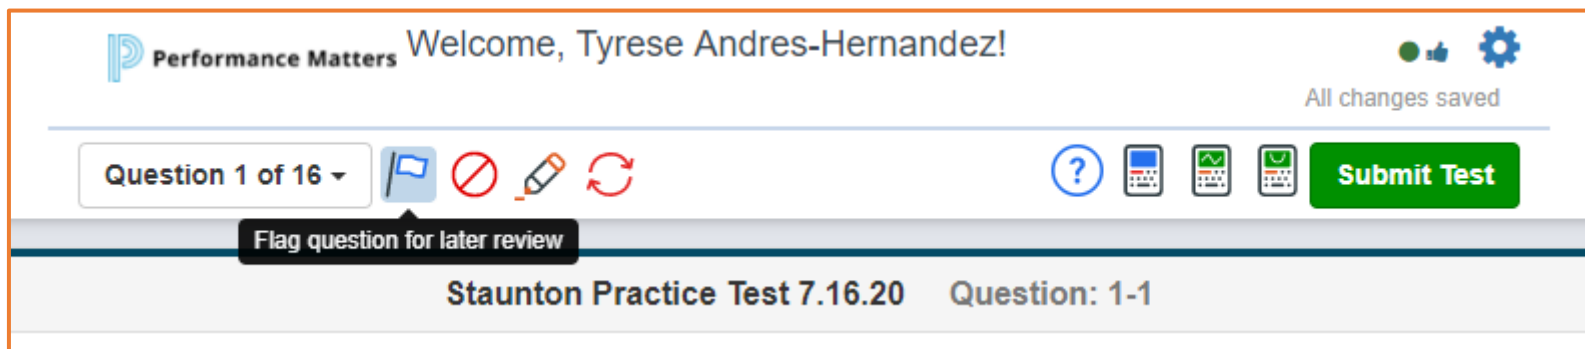 Performance Matters Welcome, Tyrese Andres-Hernandez!
All changes saved
Question 1 of 16
?
Submit Test
Flag question for later review
Staunton Practice Test 7.16.20 Question: 1-1